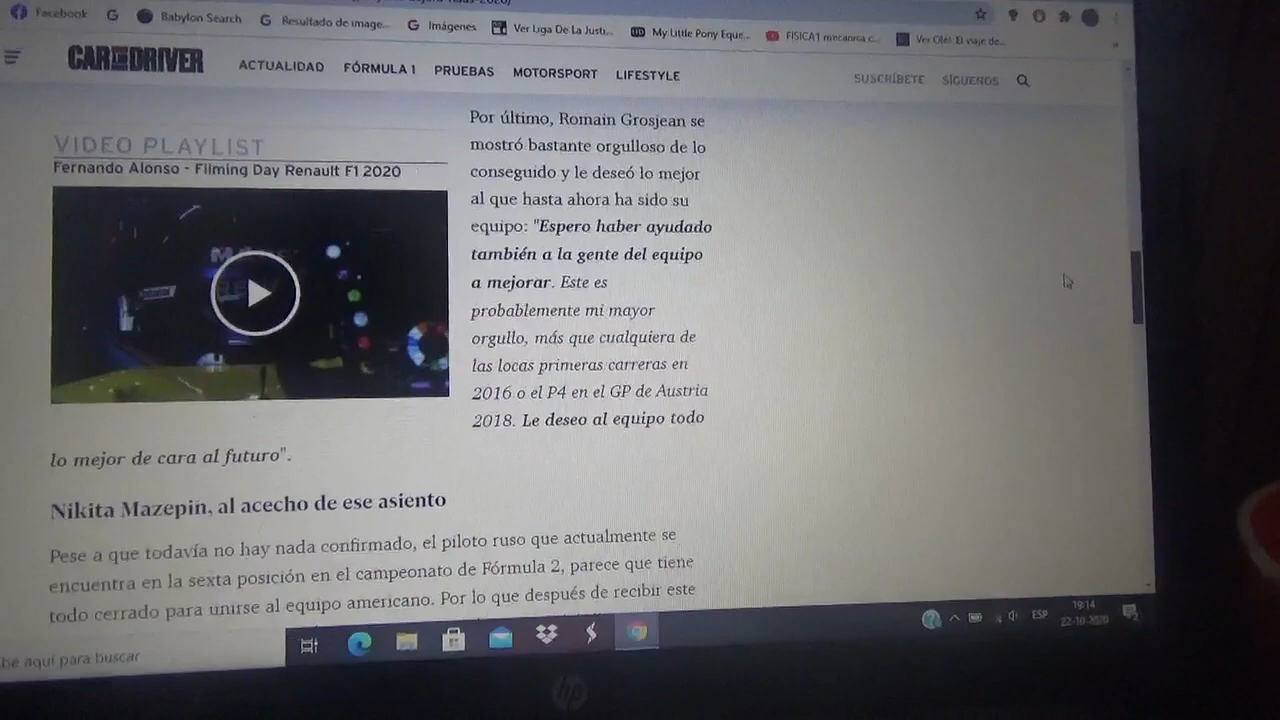 Facebook
Babylon Search
Resultado de image...
Imágenes
Ver Liga De La Justi...
My Little Pony Eque...
FISICA1 mecanica c...
Ver Olé: El viaje de...
CAR AND DRIVER
ACTUALIDAD
FÓRMULA 1
PRUEBAS
MOTORSPORT
LIFESTYLE
SUSCRÍBETE
SÍGUENOS
VIDEO PLAYLIST
Fernando Alonso - Filming Day Renault F1 2020
Por último, Romain Grosjean se
mostró bastante orgulloso de lo
conseguido y le deseó lo mejor
al que hasta ahora ha sido su
equipo: "Espero haber ayudado
también a la gente del equipo
a mejorar. Este es
probablemente mi mayor
orgullo, más que cualquiera de
las locas primeras carreras en
2016 o el P4 en el GP de Austria
2018. Le deseo al equipo todo
lo mejor de cara al futuro".
Nikita Mazepin, al acecho de ese asiento
Pese a que todavía no hay nada confirmado, el piloto ruso que actualmente se
encuentra en la sexta posición en el campeonato de Fórmula 2, parece que tiene
todo cerrado para unirse al equipo americano. Por lo que después de recibir este
be aquí para buscar
ESP
19:14
22-10-2020
hp